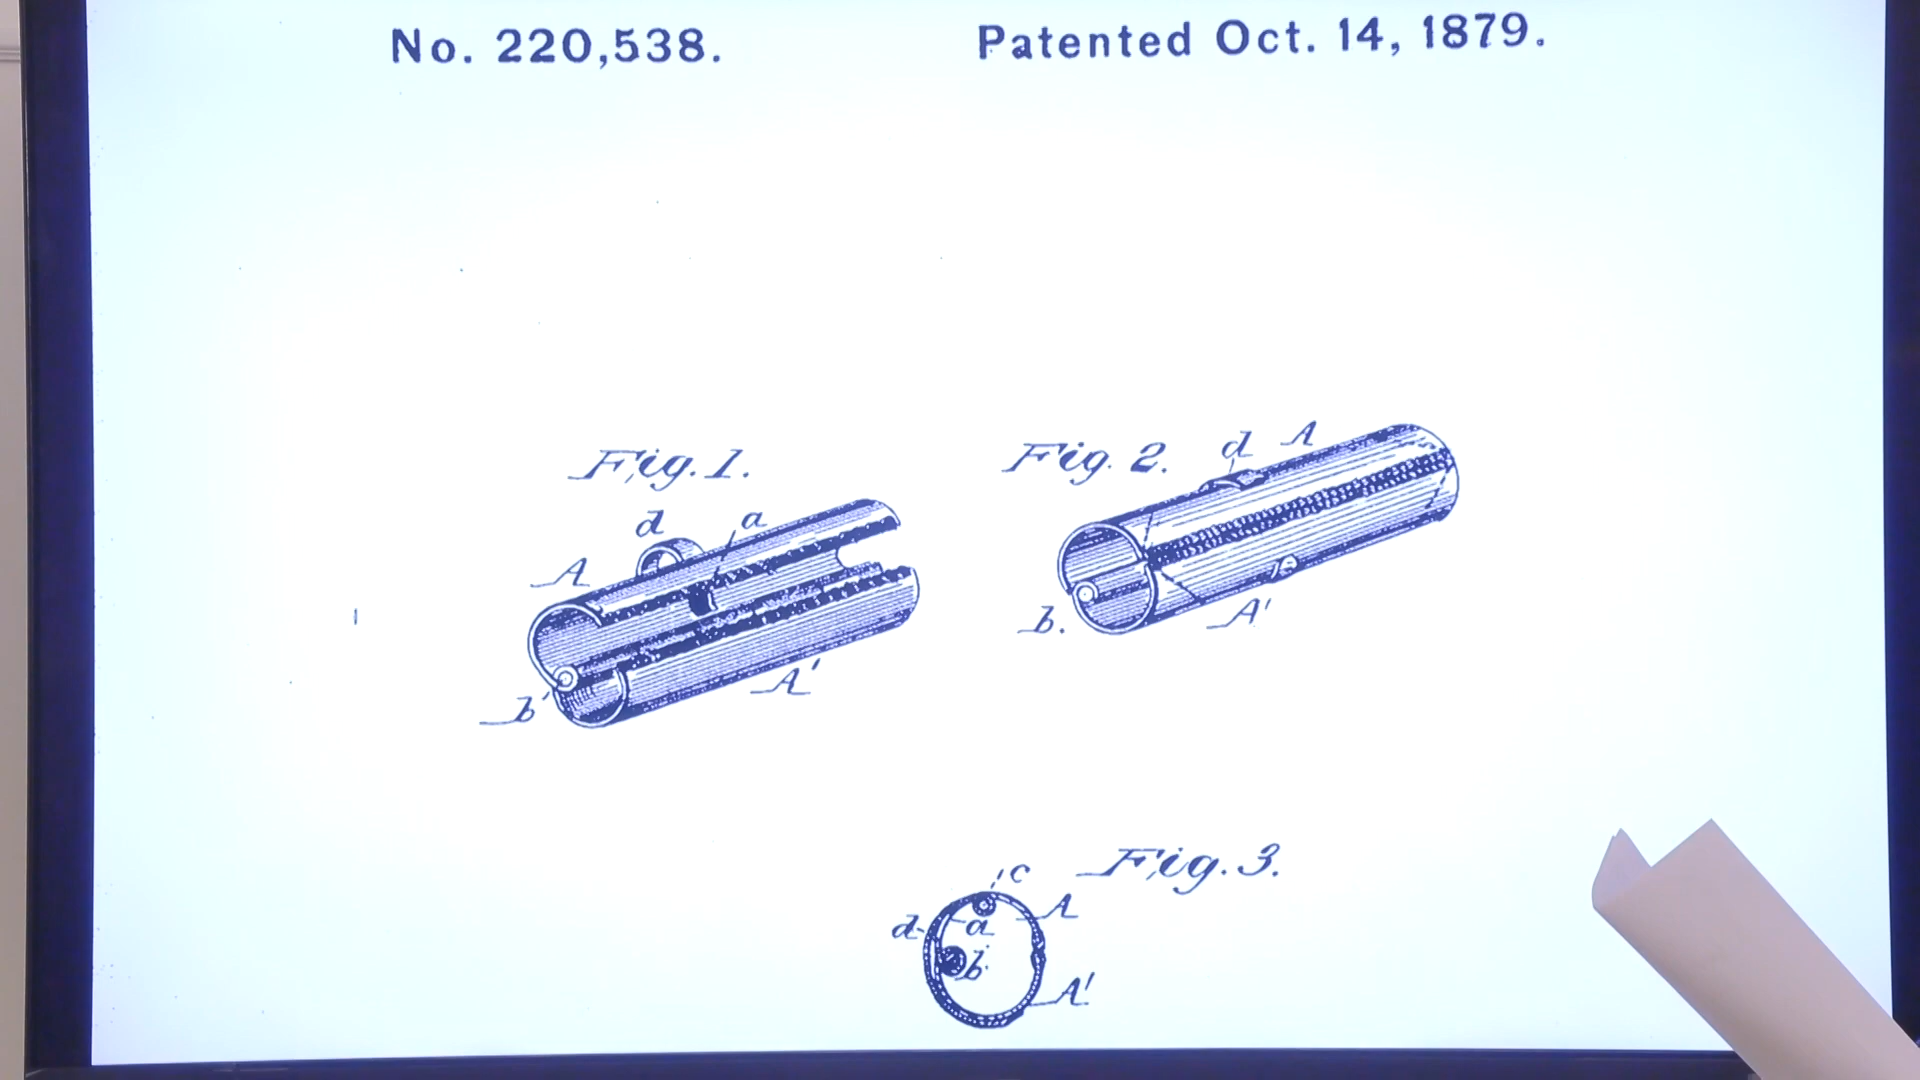 No. 220,538. Patented Oct. 14, 1879.
Fig. 1.
d a
A
b'
A'
Fig. 2.
d A
b.
A'
Fig. 3.
c
d a A
b.
A'